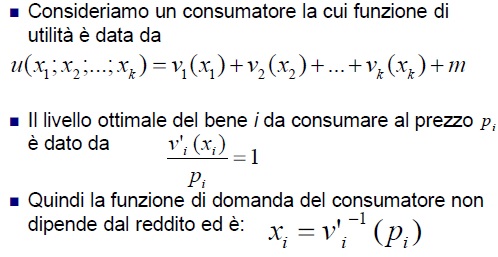 Consideriamo un consumatore la cui funzione di
utilità è data da
u(x₁;x₂;...;xₖ) = v₁(x₁)+v₂(x₂)+...+vₖ(xₖ)+m
Il livello ottimale del bene i da consumare al prezzo pᵢ
è dato da v'ᵢ(xᵢ)/pᵢ = 1
Quindi la funzione di domanda del consumatore non
dipende dal reddito ed è: xᵢ = v'ᵢ⁻¹(pᵢ)